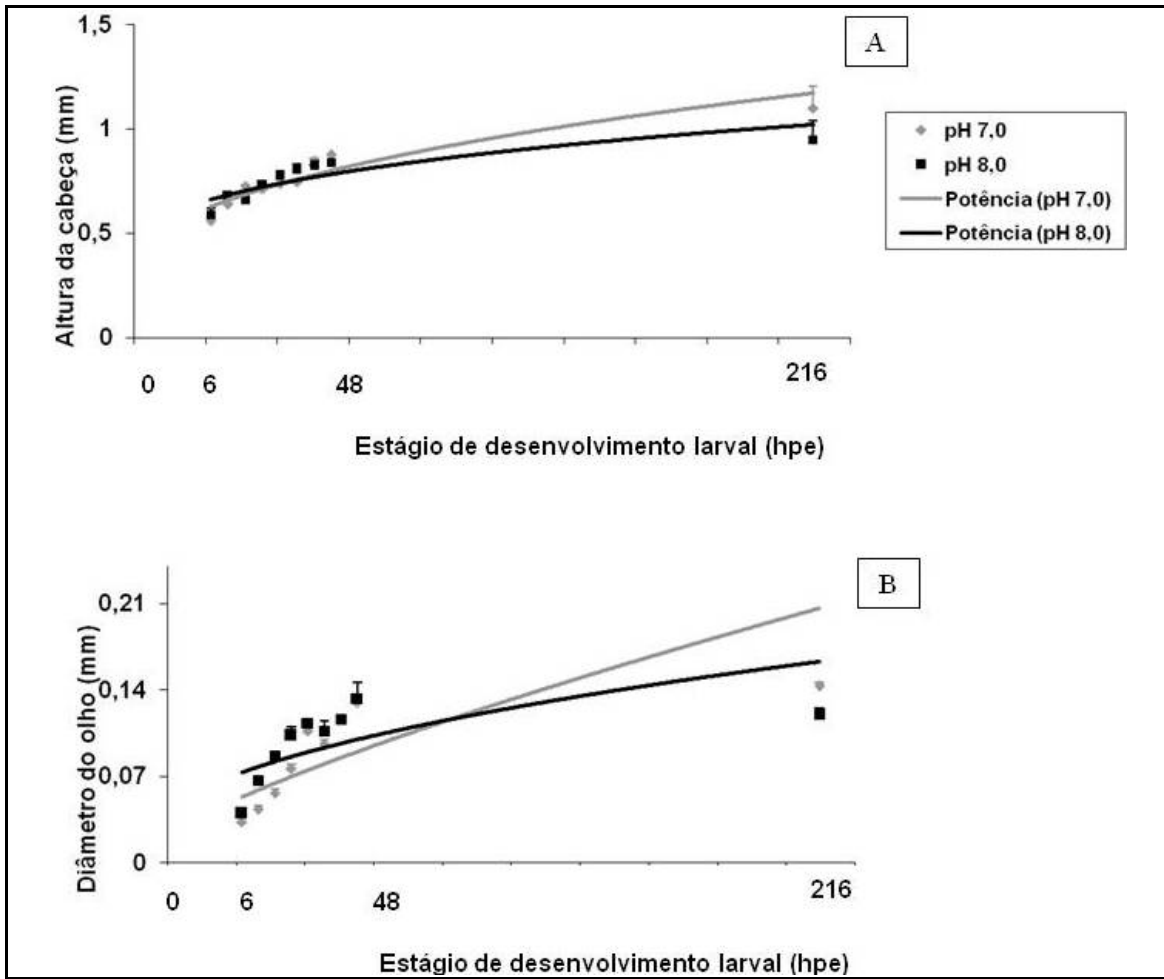 1,5
A
Altura da cabeça (mm)
1
0,5
0
pH 7,0
pH 8,0
Potência (pH 7,0)
Potência (pH 8,0)
0 6 48 216
Estágio de desenvolvimento larval (hpe)
B
Diâmetro do olho (mm)
0,21
0,14
0,07
0
0 6 48 216
Estágio de desenvolvimento larval (hpe)